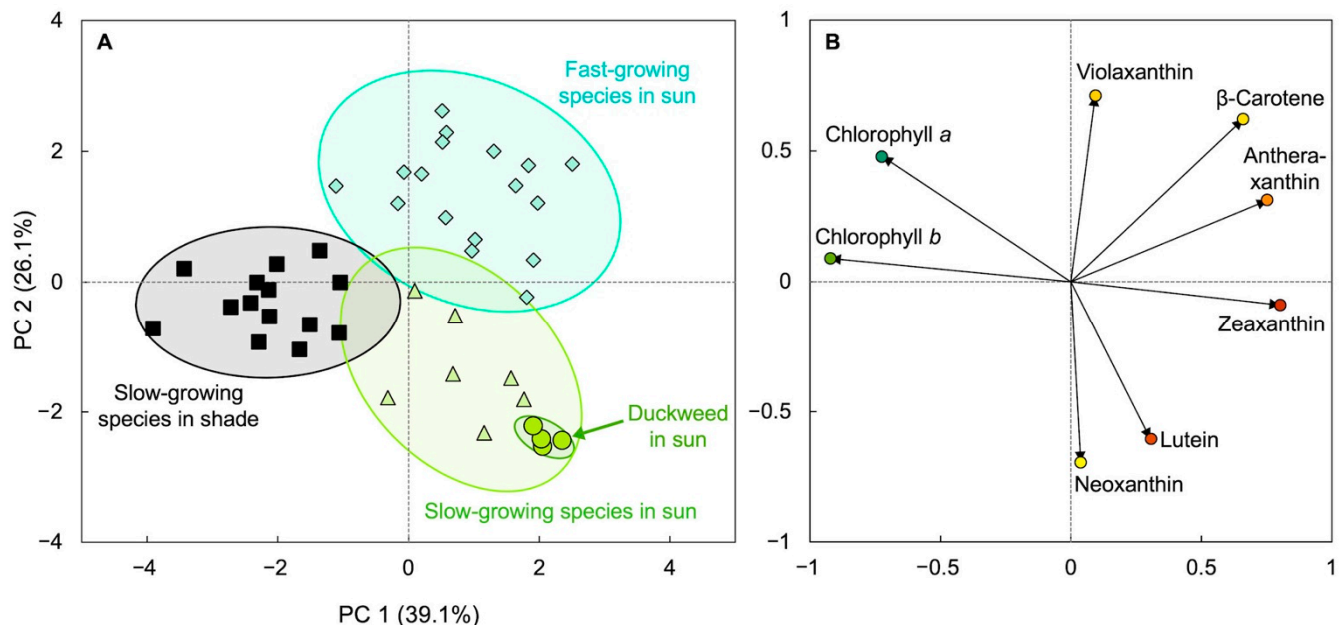 A
Fast-growing
species in sun
Slow-growing
species in shade
Duckweed
in sun
Slow-growing species in sun
4
2
0
−2
−4
−4
−2
0
2
4
PC 2 (26.1%)
PC 1 (39.1%)
B
Violaxanthin
β-Carotene
Chlorophyll a
Anthera-
xanthin
Chlorophyll b
Zeaxanthin
Lutein
Neoxanthin
1
0.5
0
−0.5
−1
−1
−0.5
0
0.5
1